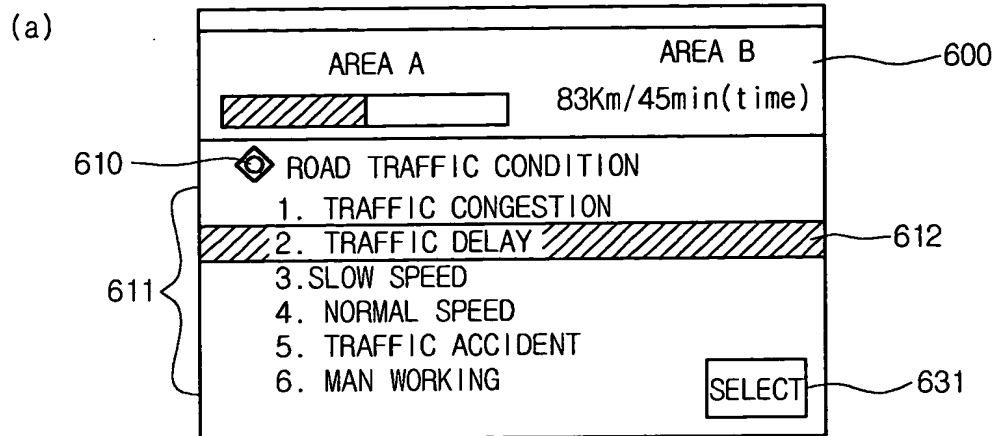 (a)
AREA A
AREA B
600
83Km/45min(time)
610
ROAD TRAFFIC CONDITION
1. TRAFFIC CONGESTION
2. TRAFFIC DELAY
612
3.SLOW SPEED
611
4. NORMAL SPEED
5. TRAFFIC ACCIDENT
6. MAN WORKING
SELECT
631